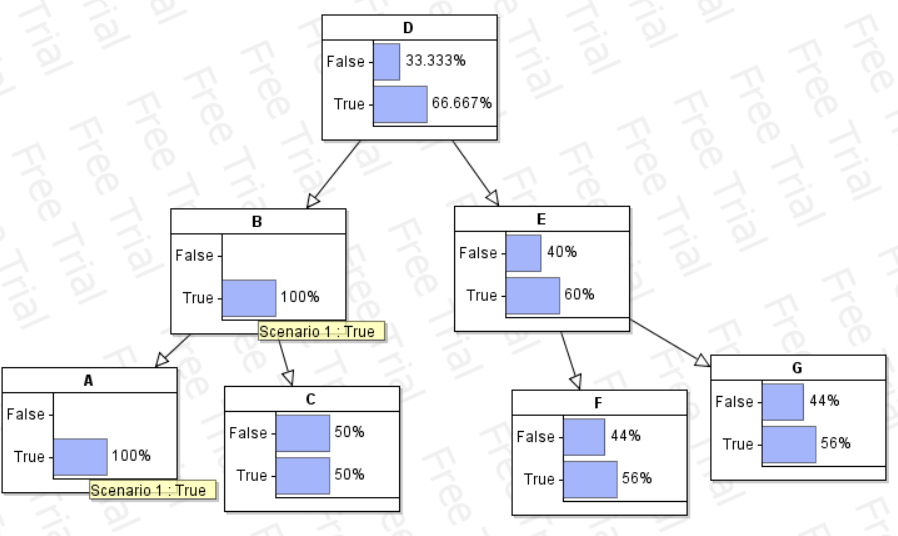 D
False 33.333%
True 66.667%
B
False
True 100%
Scenario 1 : True
E
False 40%
True 60%
A
False
True 100%
Scenario 1 : True
C
False 50%
True 50%
F
False 44%
True 56%
G
False 44%
True 56%
Free Trial